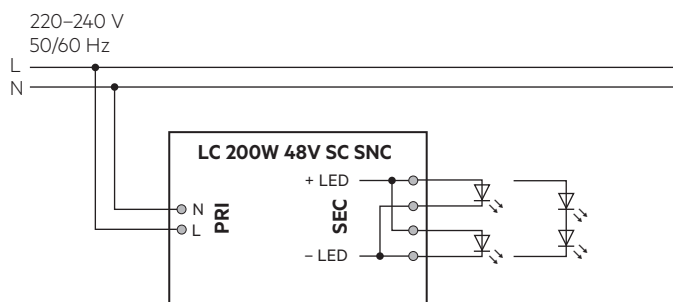 220–240 V
50/60 Hz
L
N
LC 200W 48V SC SNC
+ LED
N
PRI
SEC
L
– LED